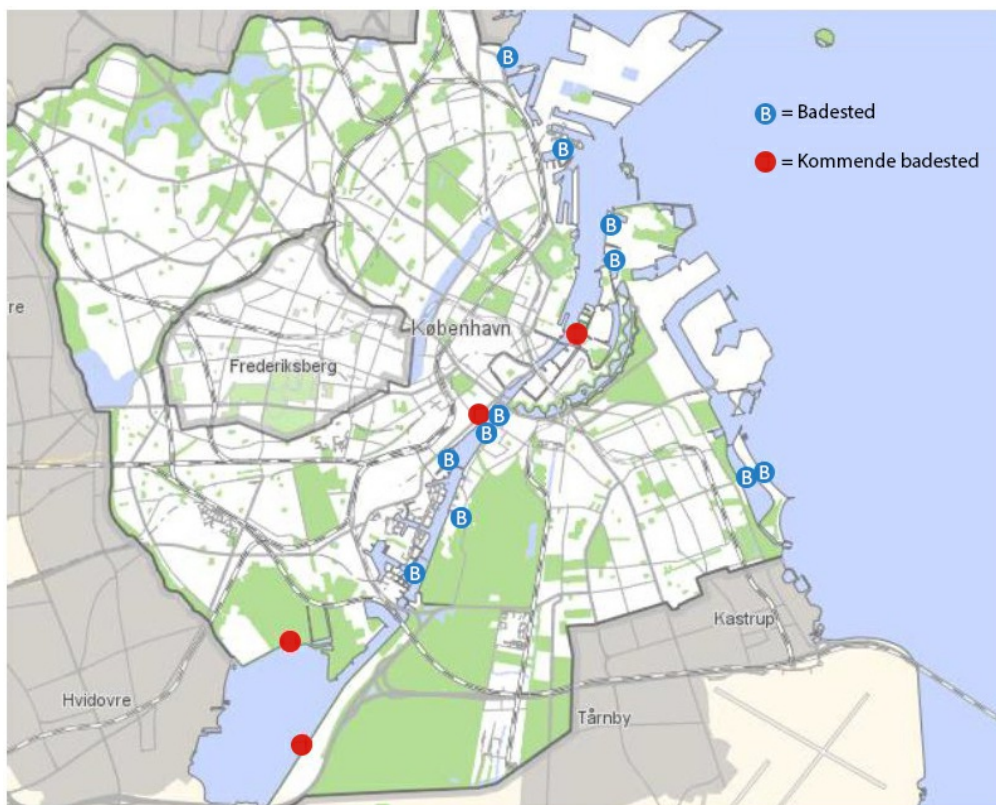 B
B = Badested
B
= Kommende badested
B
B
re
København
Frederiksberg
B
B
B
B
B
B
B
Kastrup
Hvidovre
Tårnby